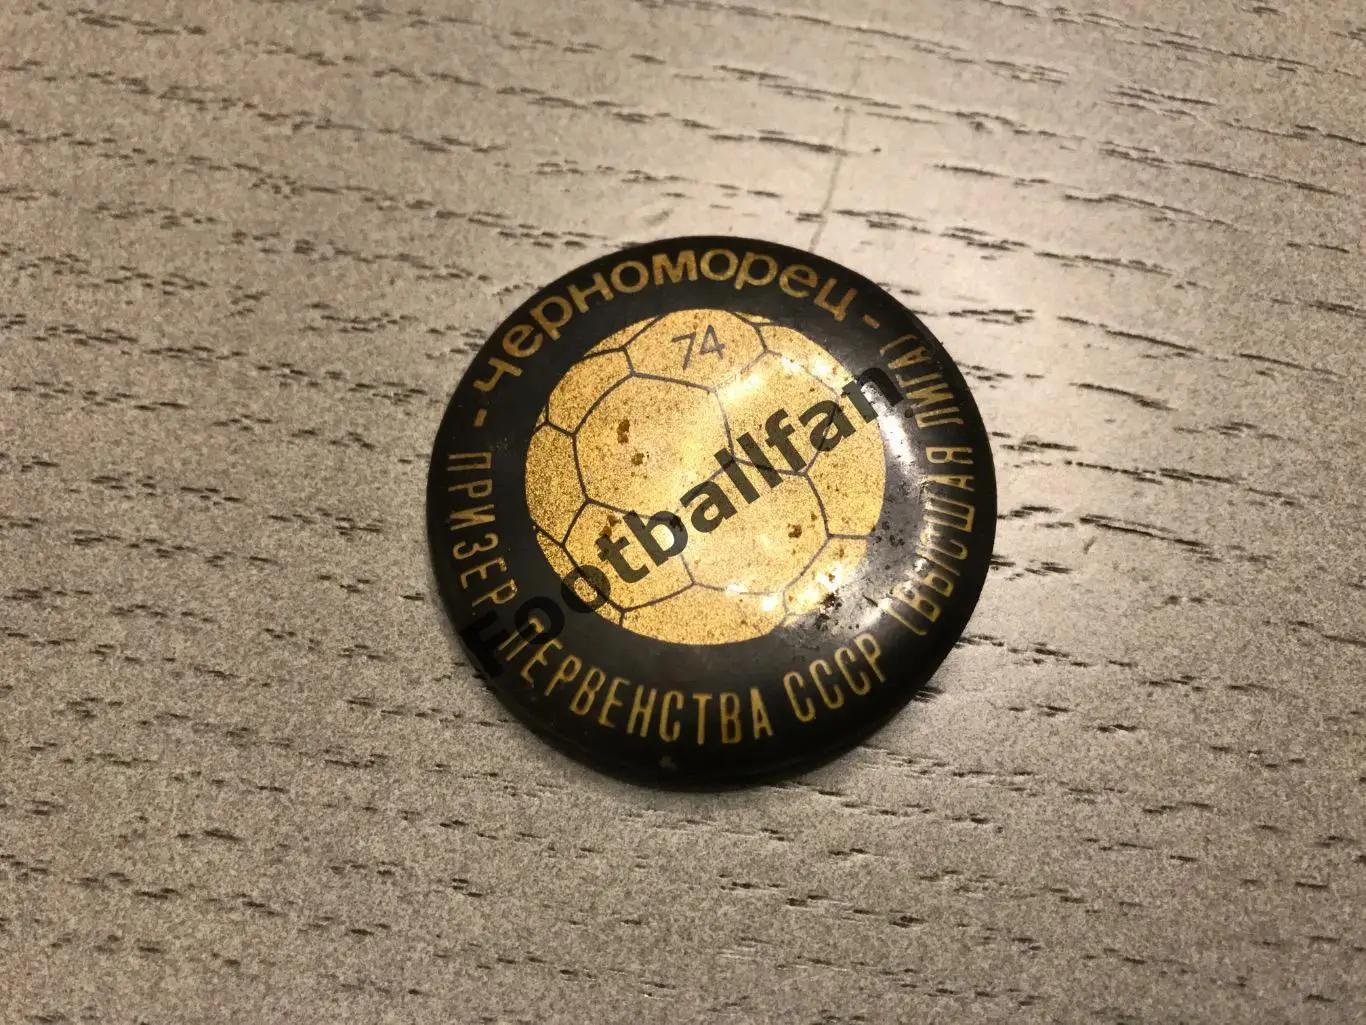 - Черноморец -
74
ПРИЗЕР ПЕРВЕНСТВА СССР (ВЫСШАЯ ЛИГА)
Footballfan